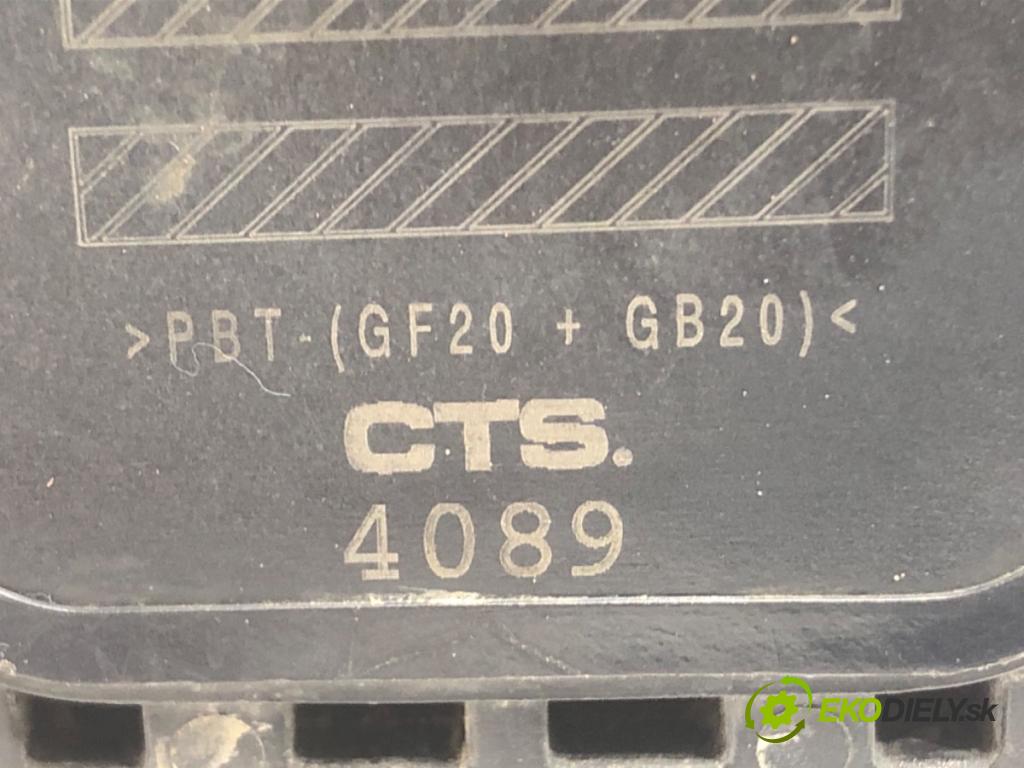 >PBT-(GF20 + GB20)<
CTS.
4089
EKODIELY.sk